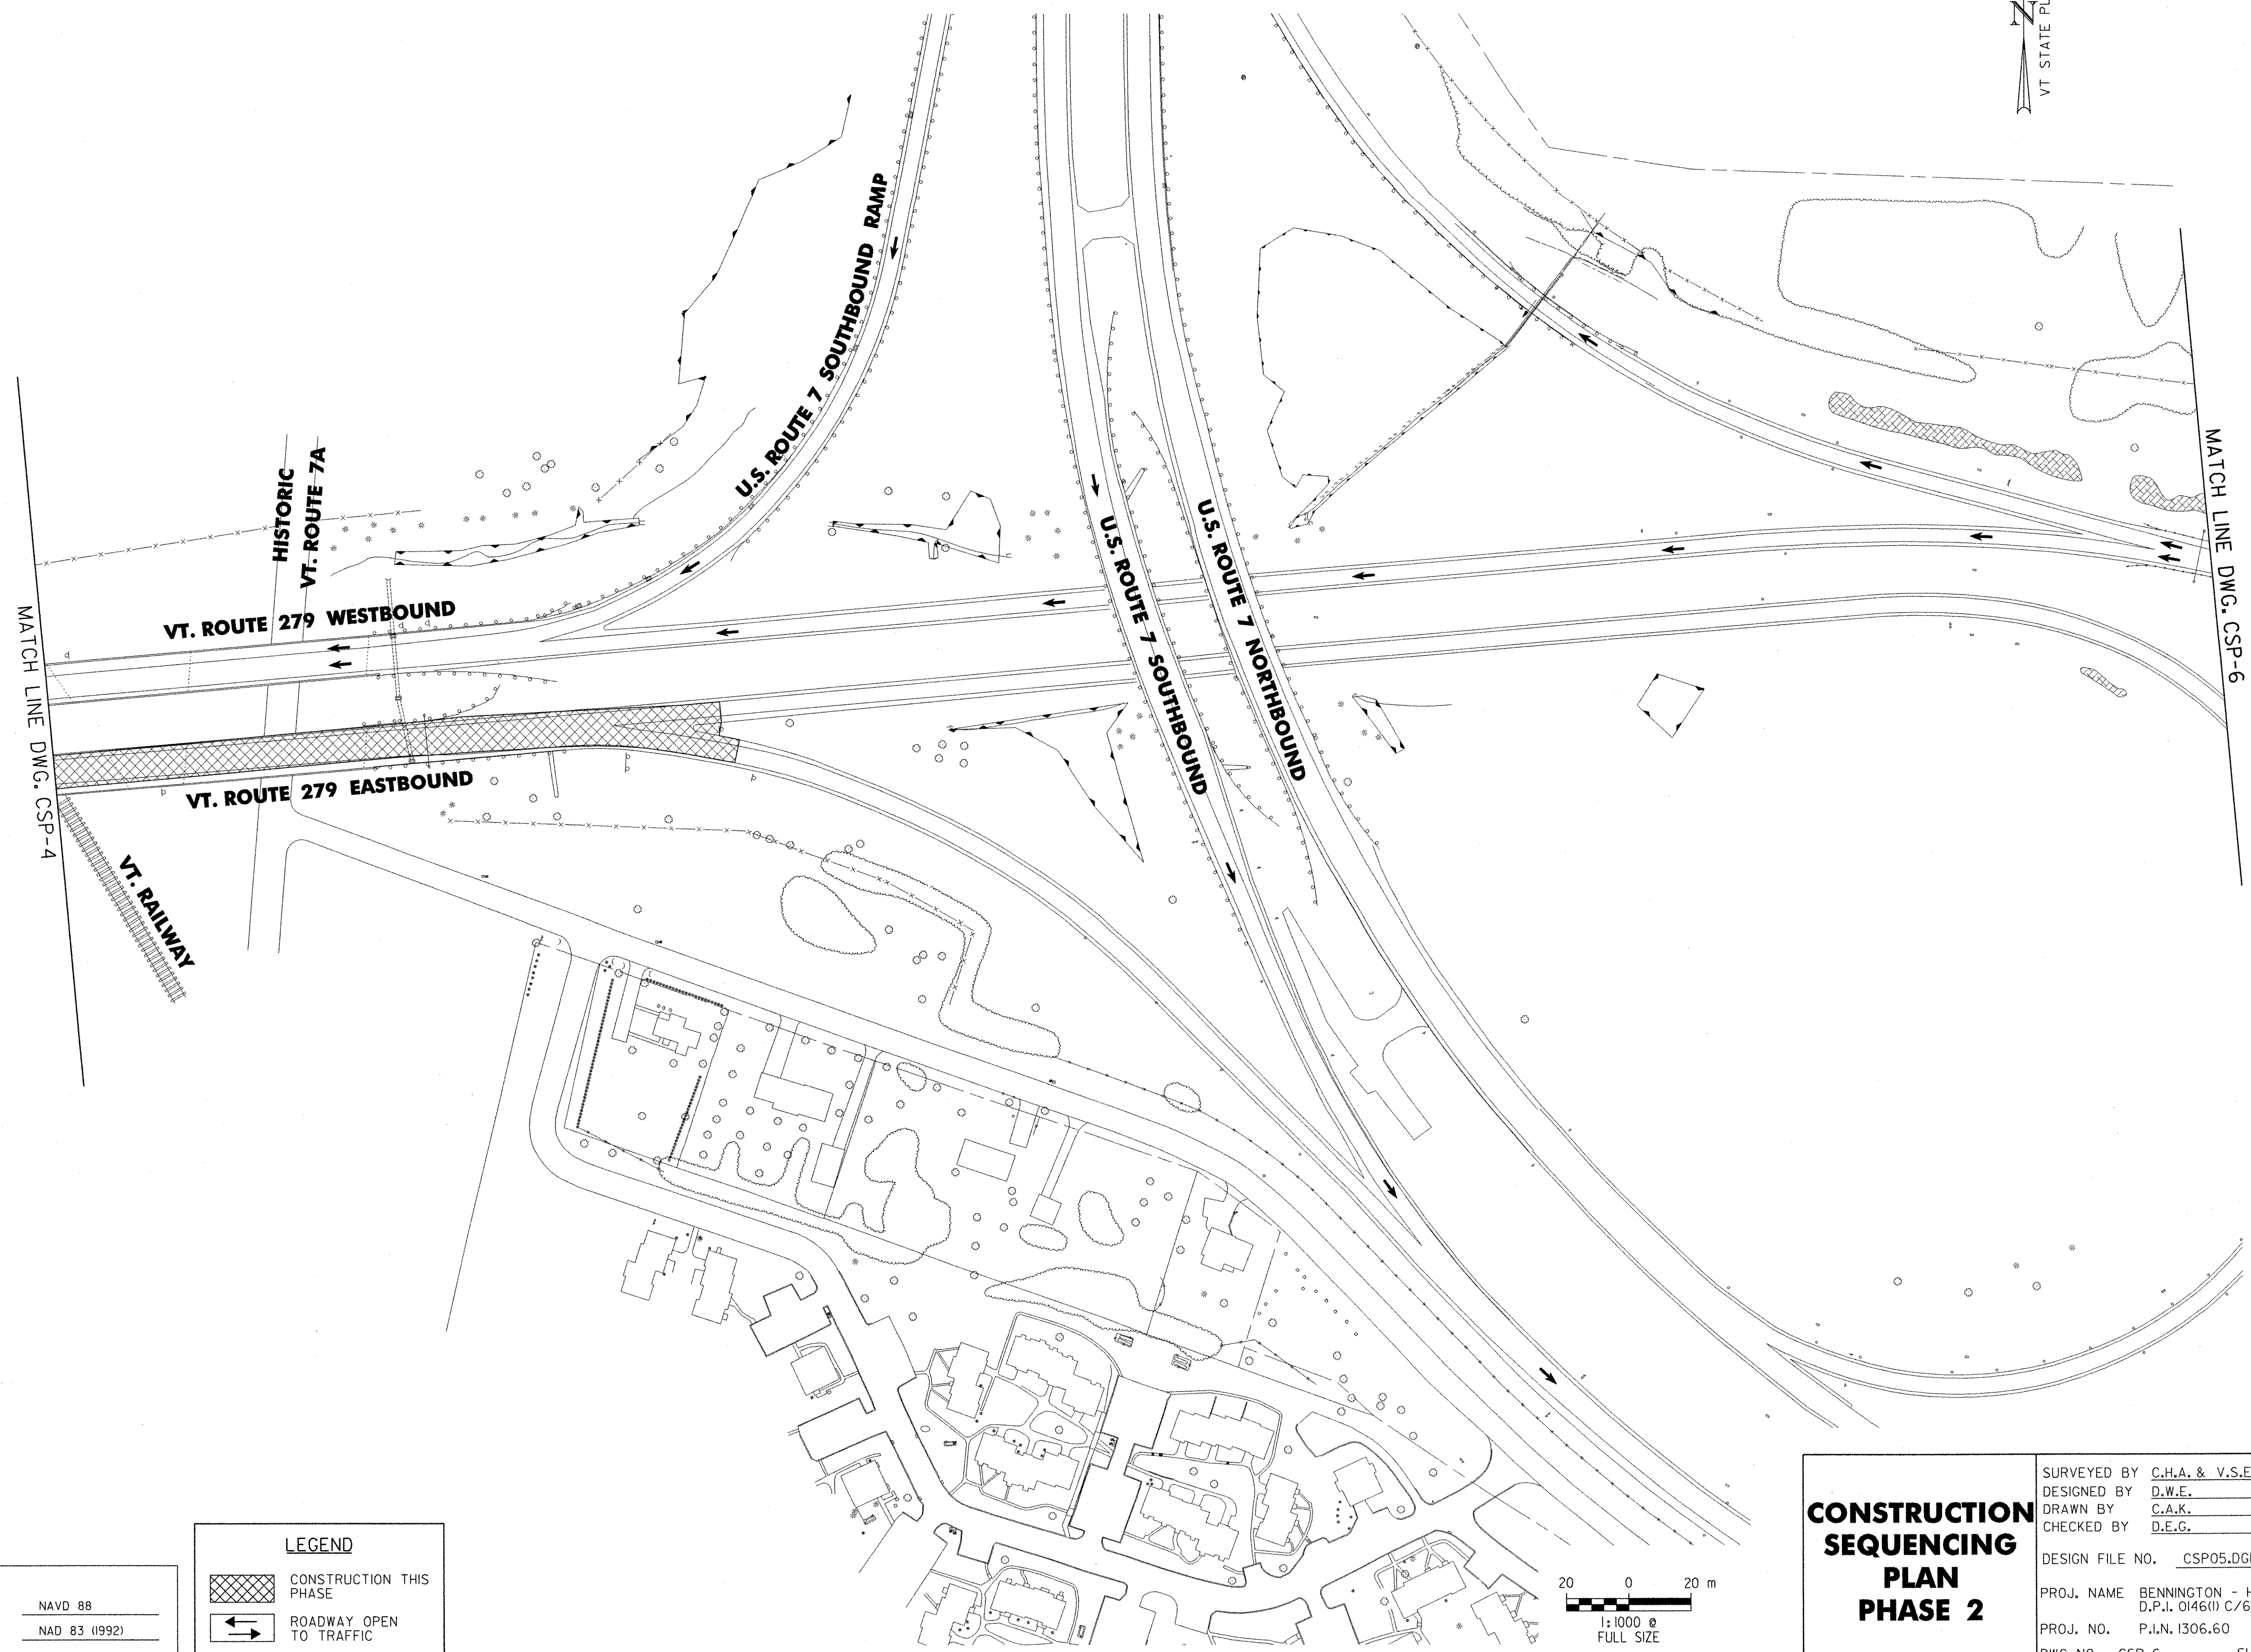 N
VT STATE PL
U.S. ROUTE 7 SOUTHBOUND RAMP
HISTORIC
VT. ROUTE 7A
VT. ROUTE 279 WESTBOUND
U.S. ROUTE 7 SOUTHBOUND
U.S. ROUTE 7 NORTHBOUND
MATCH LINE DWG. CSP-6
MATCH LINE DWG. CSP-4
VT. ROUTE 279 EASTBOUND
VT. RAILWAY
NAVD 88
NAD 83 (1992)
LEGEND
CONSTRUCTION THIS
PHASE
ROADWAY OPEN
TO TRAFFIC
20 0 20 m
1:1000 @
FULL SIZE
CONSTRUCTION
SEQUENCING
PLAN
PHASE 2
SURVEYED BY C.H.A. & V.S.E
DESIGNED BY D.W.E.
DRAWN BY C.A.K.
CHECKED BY D.E.G.
DESIGN FILE NO. CSP05.DG
PROJ. NAME BENNINGTON - H
D.P.I. 0146(1) C/6
PROJ. NO. P.I.N. 1306.60